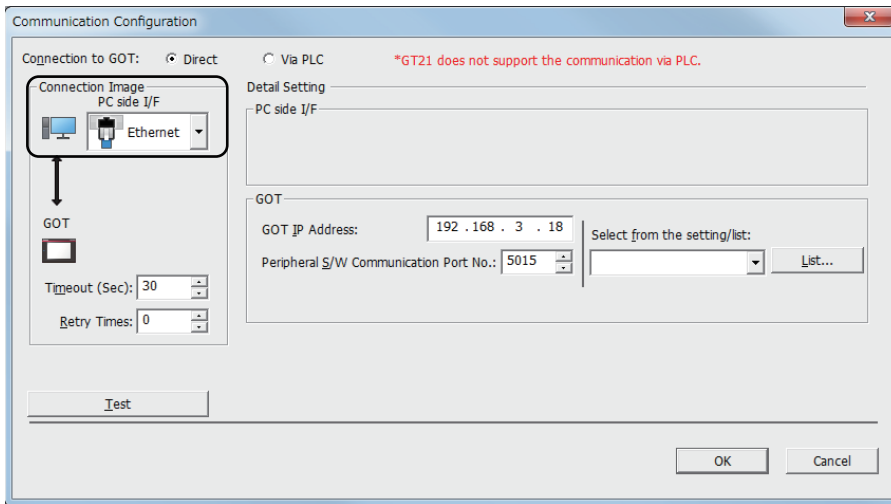 Communication Configuration
Connection to GOT: Direct Via PLC *GT21 does not support the communication via PLC.
Connection Image
PC side I/F
Ethernet
GOT
Timeout (Sec): 30
Retry Times: 0
Test
Detail Setting
PC side I/F
GOT
GOT IP Address: 192 . 168 . 3 . 18
Peripheral S/W Communication Port No.: 5015
Select from the setting/list:
List...
OK Cancel